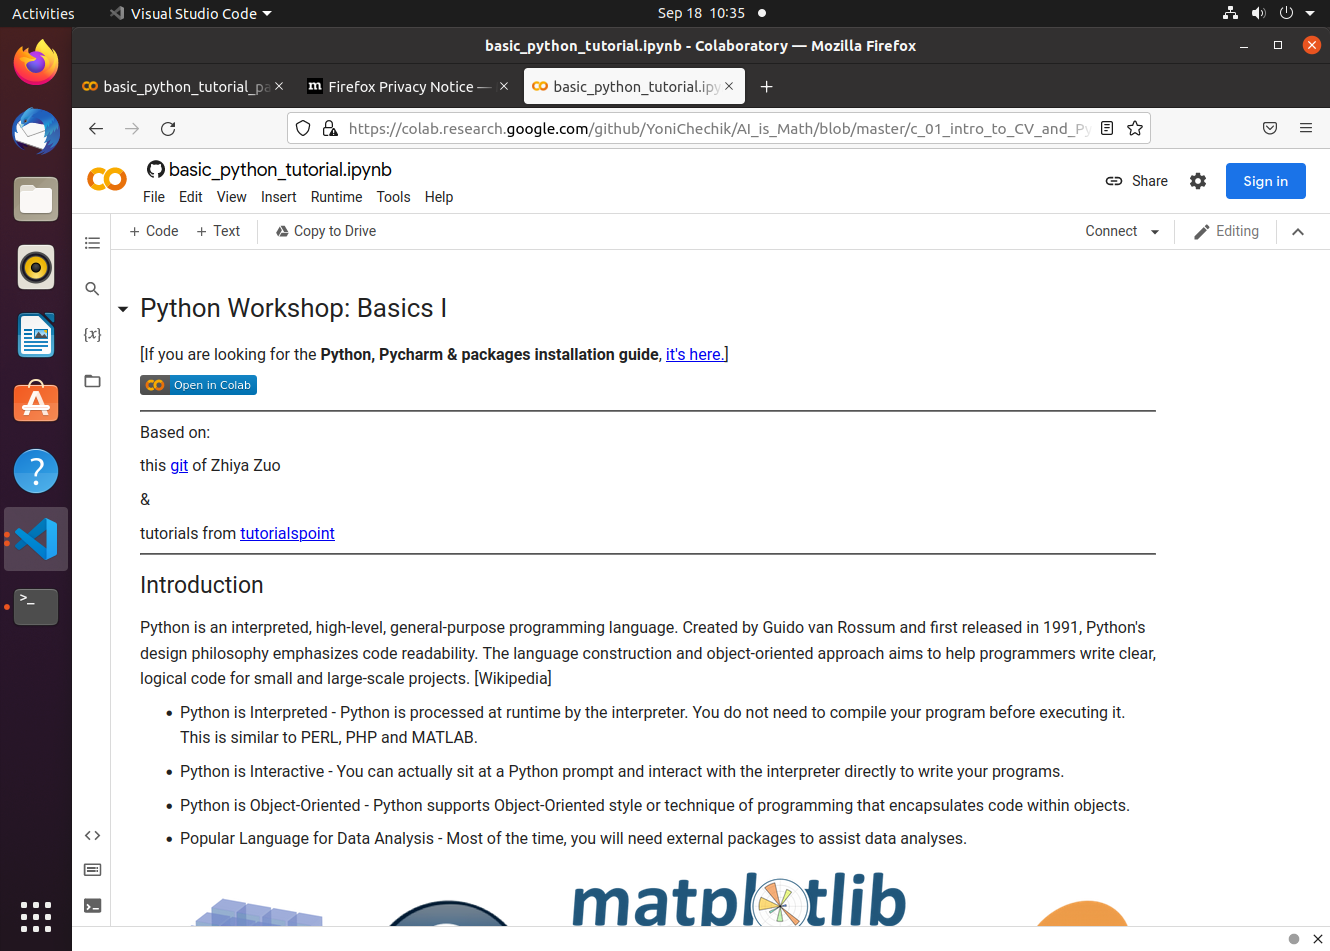 Activities
Visual Studio Code
Sep 18 10:35
basic_python_tutorial.ipynb - Colaboratory — Mozilla Firefox
basic_python_tutorial_pa
Firefox Privacy Notice —
basic_python_tutorial.ipy
https://colab.research.google.com/github/YoniChechik/AI_is_Math/blob/master/c_01_intro_to_CV_and_Py
basic_python_tutorial.ipynb
File Edit View Insert Runtime Tools Help
Share
Sign in
+ Code + Text
Copy to Drive
Connect
Editing
{x}
Python Workshop: Basics I
[If you are looking for the Python, Pycharm & packages installation guide, it's here.]
Open in Colab
Based on:
this git of Zhiya Zuo
&
tutorials from tutorialspoint
Introduction
Python is an interpreted, high-level, general-purpose programming language. Created by Guido van Rossum and first released in 1991, Python's
design philosophy emphasizes code readability. The language construction and object-oriented approach aims to help programmers write clear,
logical code for small and large-scale projects. [Wikipedia]
• Python is Interpreted - Python is processed at runtime by the interpreter. You do not need to compile your program before executing it.
This is similar to PERL, PHP and MATLAB.
• Python is Interactive - You can actually sit at a Python prompt and interact with the interpreter directly to write your programs.
• Python is Object-Oriented - Python supports Object-Oriented style or technique of programming that encapsulates code within objects.
• Popular Language for Data Analysis - Most of the time, you will need external packages to assist data analyses.
matplotlib